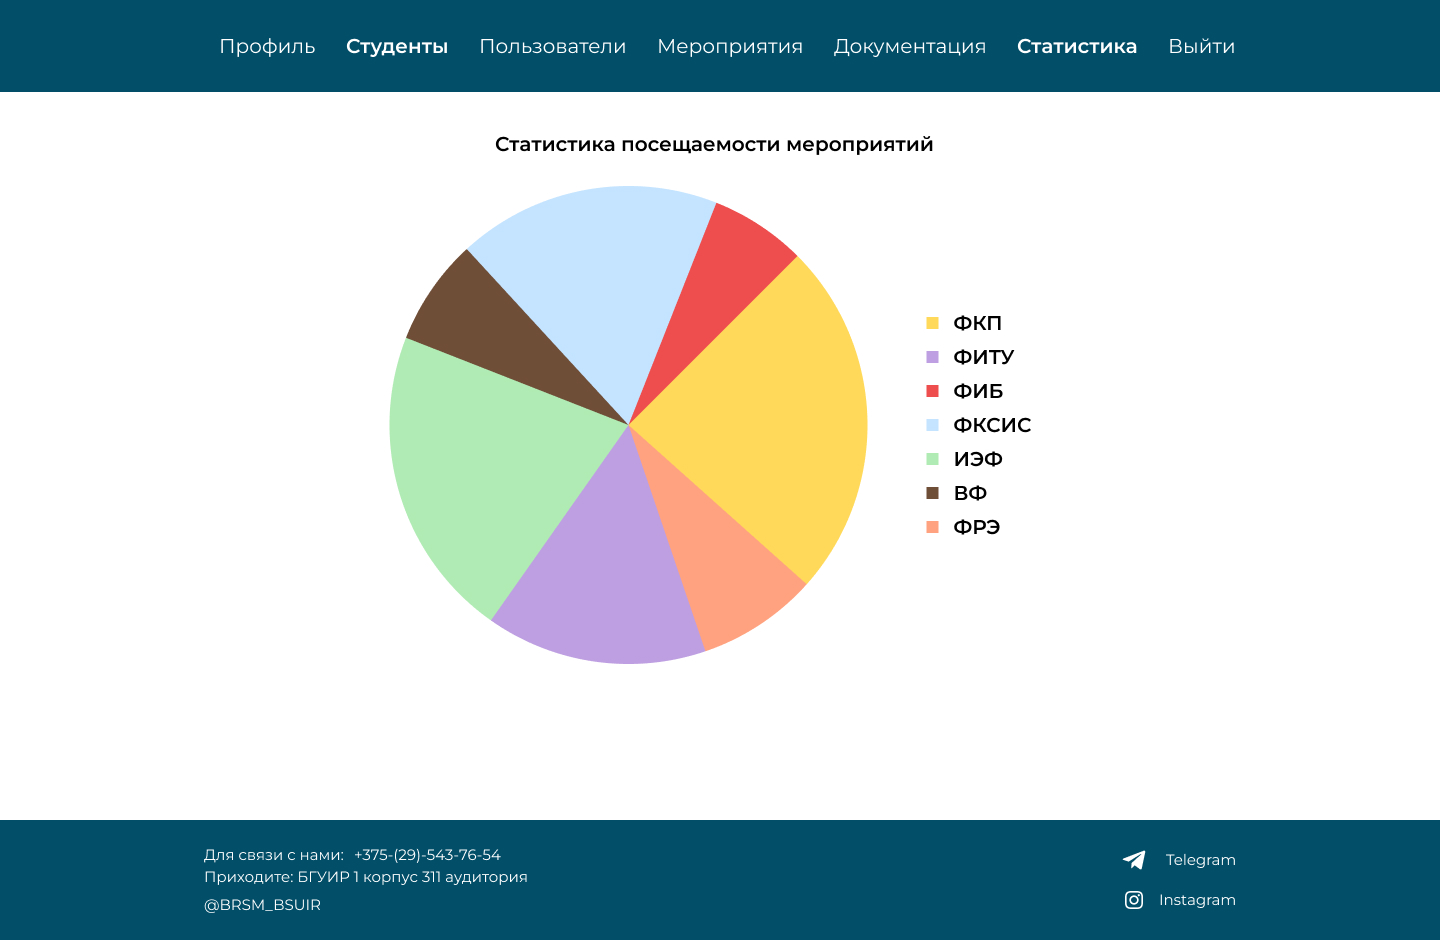 Профиль Студенты Пользователи Мероприятия Документация Статистика Выйти
Статистика посещаемости мероприятий
ФКП
ФИТУ
ФИБ
ФКСИС
ИЭФ
ВФ
ФРЭ
Для связи с нами: +375-(29)-543-76-54
Приходите: БГУИР 1 корпус 311 аудитория
@BRSM_BSUIR
Telegram
Instagram